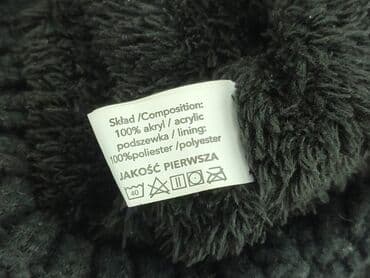 Skład /Composition:
100% akryl / acrylic
podszewka / lining:
100%poliester /polyester
JAKOŚĆ PIERWSZA
40